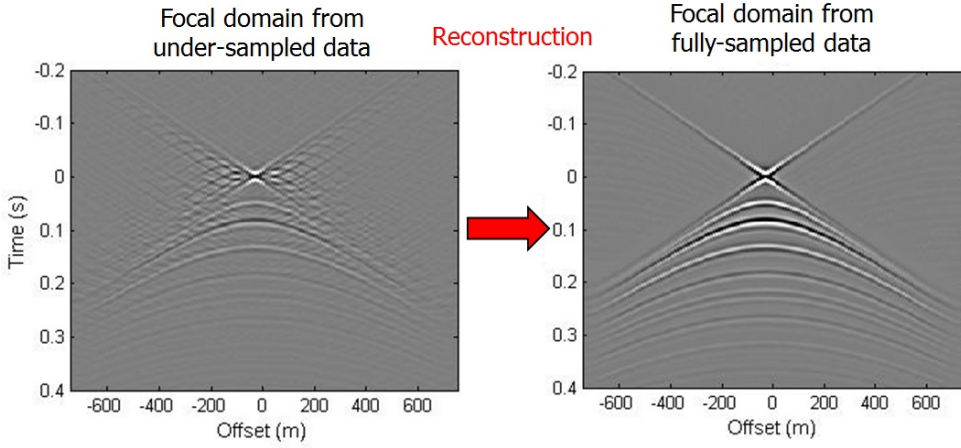 Focal domain from
under-sampled data
Reconstruction
Focal domain from
fully-sampled data
-0.2
-0.1
0
0.1
0.2
0.3
0.4
Time (s)
-600 -400 -200 0 200 400 600
Offset (m)
-0.2
-0.1
0
0.1
0.2
0.3
0.4
-600 -400 -200 0 200 400 600
Offset (m)